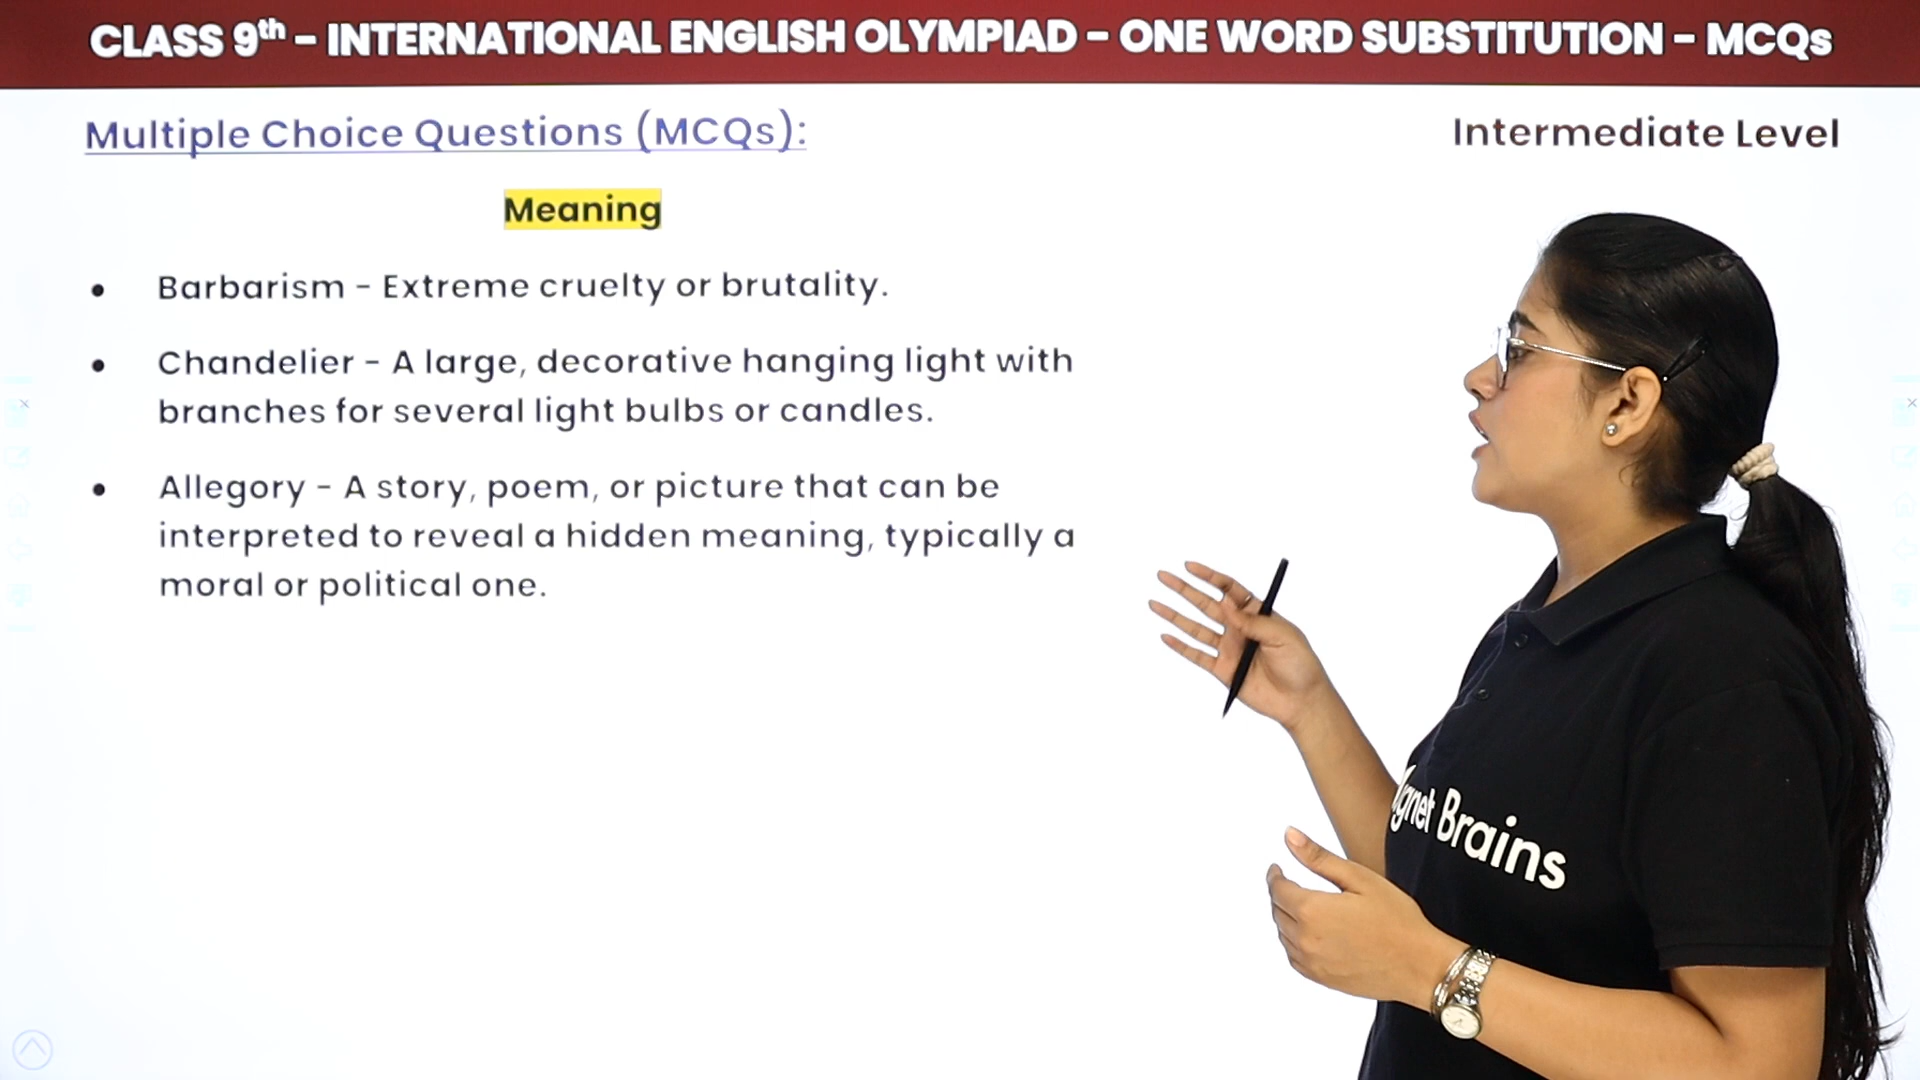 CLASS 9th - INTERNATIONAL ENGLISH OLYMPIAD - ONE WORD SUBSTITUTION - MCQs
Multiple Choice Questions (MCQs):
Intermediate Level
Meaning
• Barbarism - Extreme cruelty or brutality.
• Chandelier - A large, decorative hanging light with
branches for several light bulbs or candles.
• Allegory - A story, poem, or picture that can be
interpreted to reveal a hidden meaning, typically a
moral or political one.
Brains